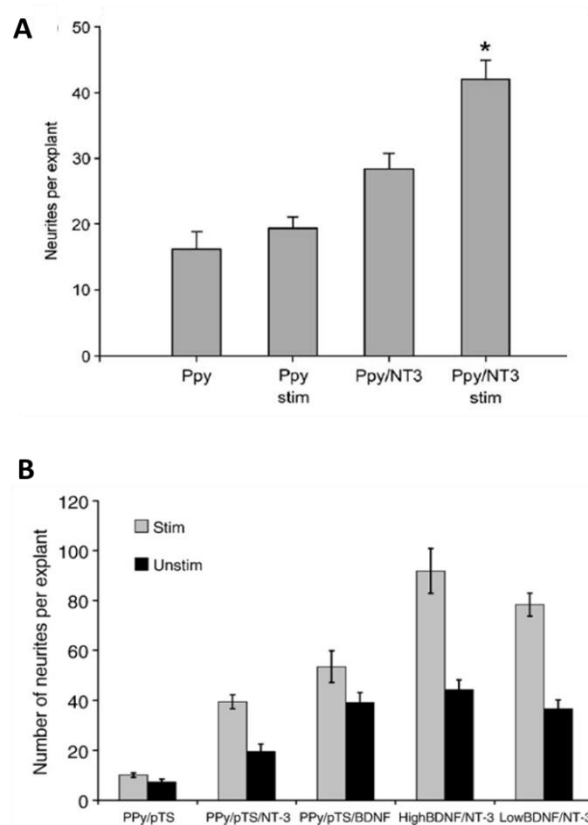 A
50
40
30
20
10
0
Neurites per explant
*
Ppy
Ppy
stim
Ppy/NT3
Ppy/NT3
stim
B
120
100
80
60
40
20
0
Number of neurites per explant
Stim
Unstim
PPy/pTS
PPy/pTS/NT-3
PPy/pTS/BDNF
HighBDNF/NT-3
LowBDNF/NT-3